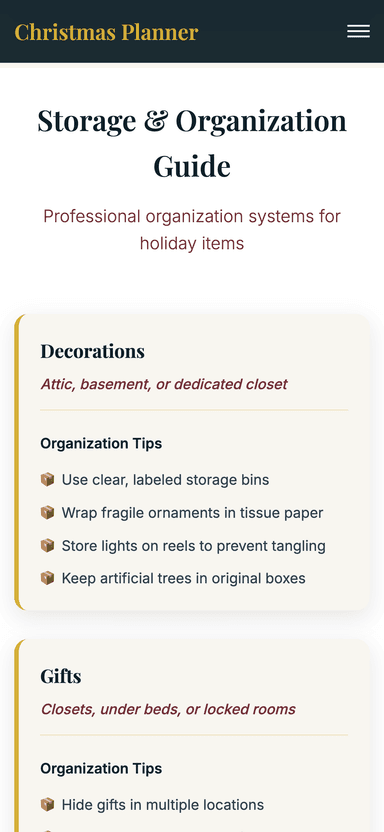 Christmas Planner
Storage & Organization
Guide
Professional organization systems for
holiday items
Decorations
Attic, basement, or dedicated closet
Organization Tips
Use clear, labeled storage bins
Wrap fragile ornaments in tissue paper
Store lights on reels to prevent tangling
Keep artificial trees in original boxes
Gifts
Closets, under beds, or locked rooms
Organization Tips
Hide gifts in multiple locations